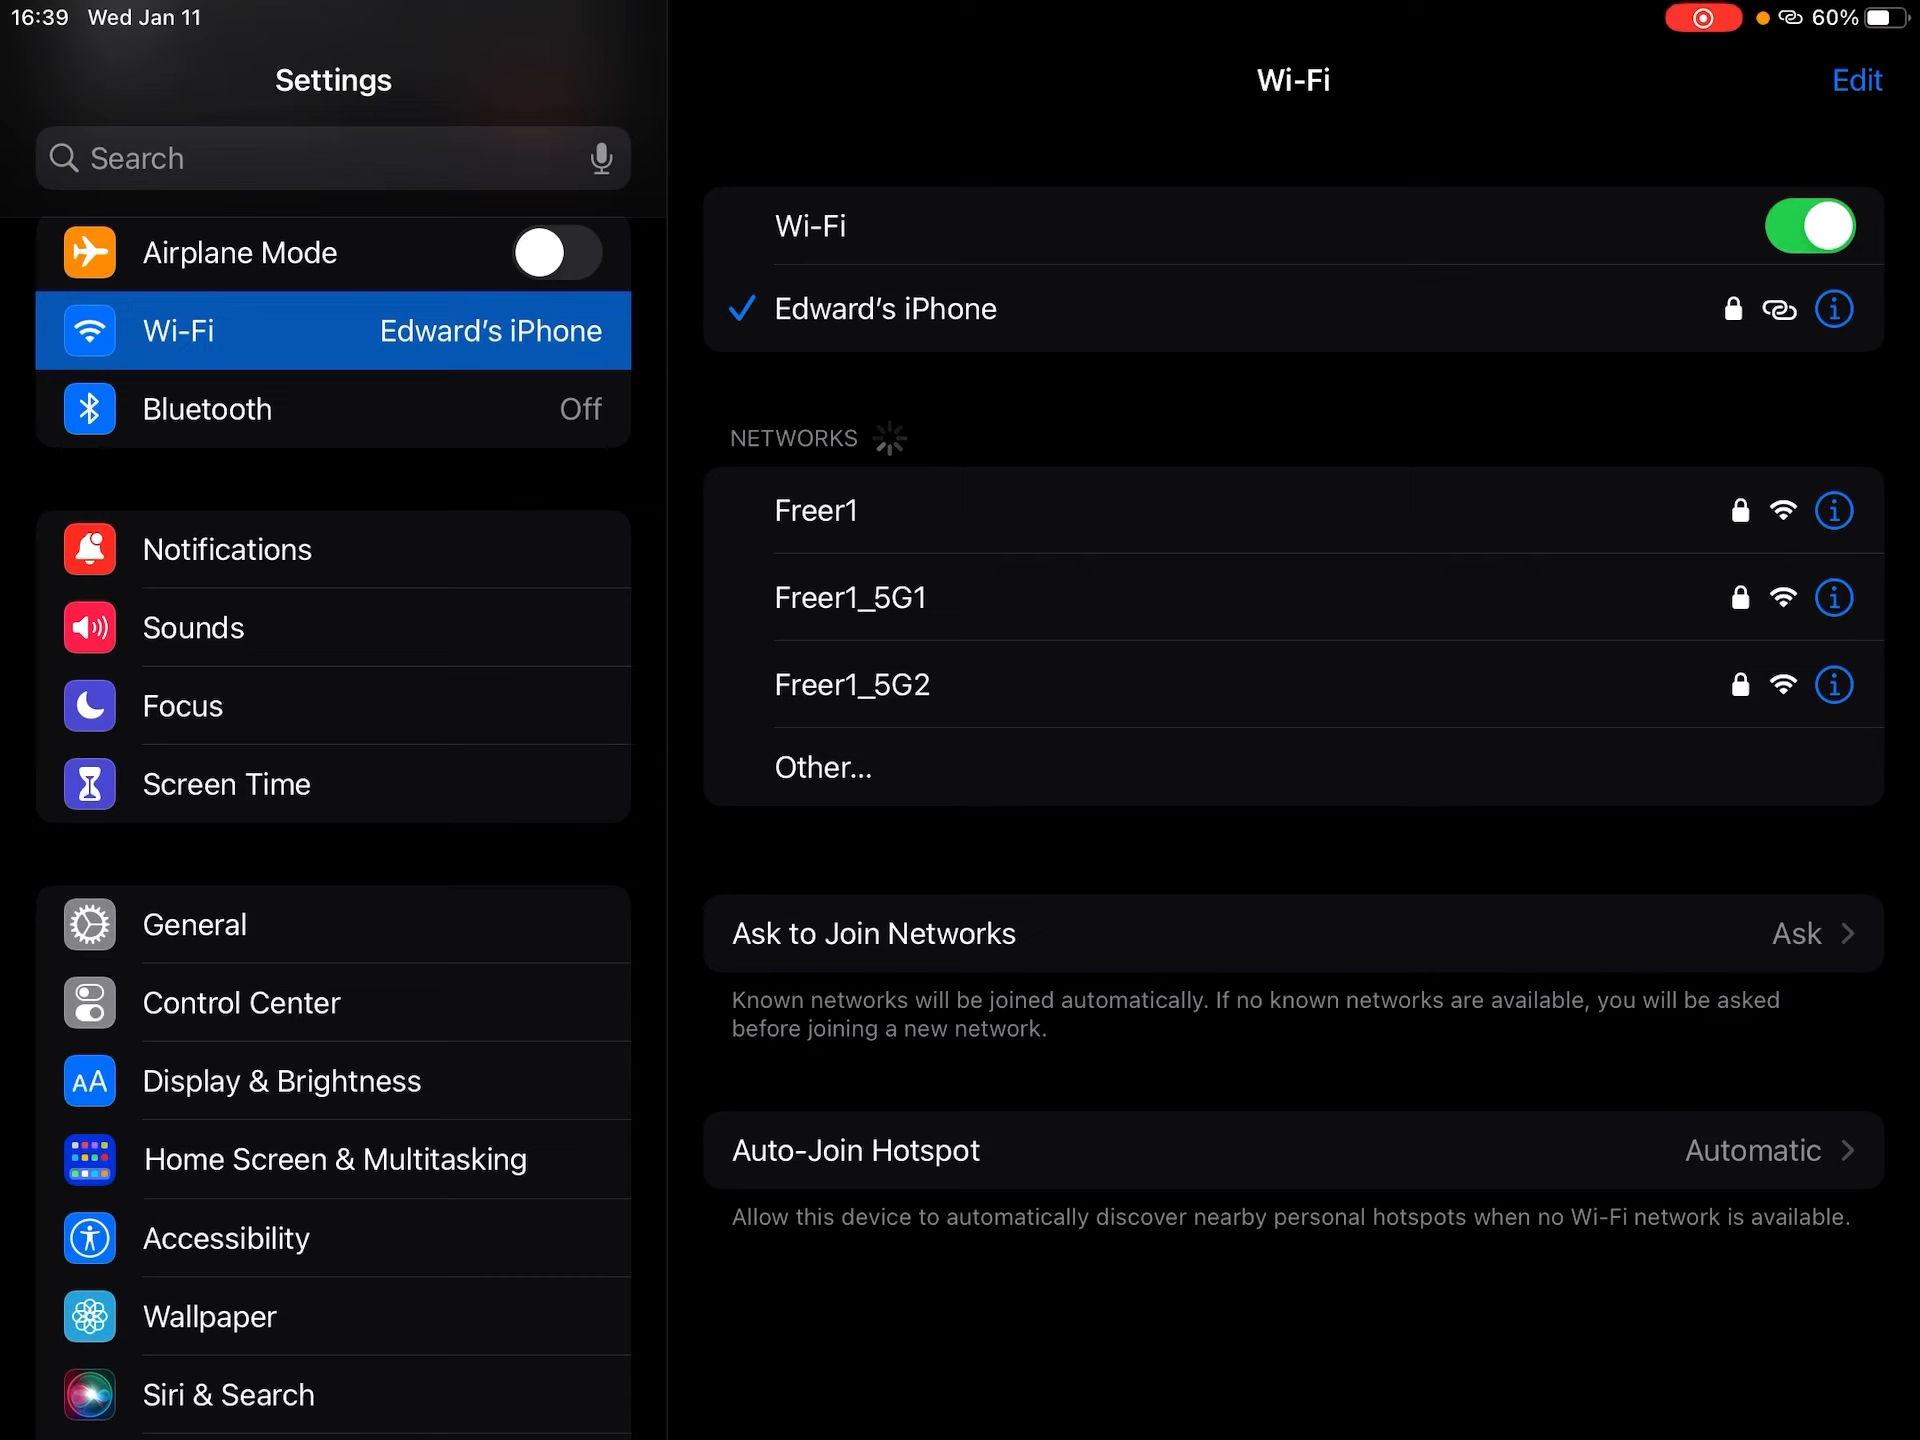 16:39 Wed Jan 11
60%
Settings
Search
Airplane Mode
Wi-Fi Edward’s iPhone
Bluetooth Off
Notifications
Sounds
Focus
Screen Time
General
Control Center
AA Display & Brightness
Home Screen & Multitasking
Accessibility
Wallpaper
Siri & Search
Wi-Fi
Edit
Wi-Fi
Edward’s iPhone
NETWORKS
Freer1
Freer1_5G1
Freer1_5G2
Other...
Ask to Join Networks Ask
Known networks will be joined automatically. If no known networks are available, you will be asked
before joining a new network.
Auto-Join Hotspot Automatic
Allow this device to automatically discover nearby personal hotspots when no Wi-Fi network is available.